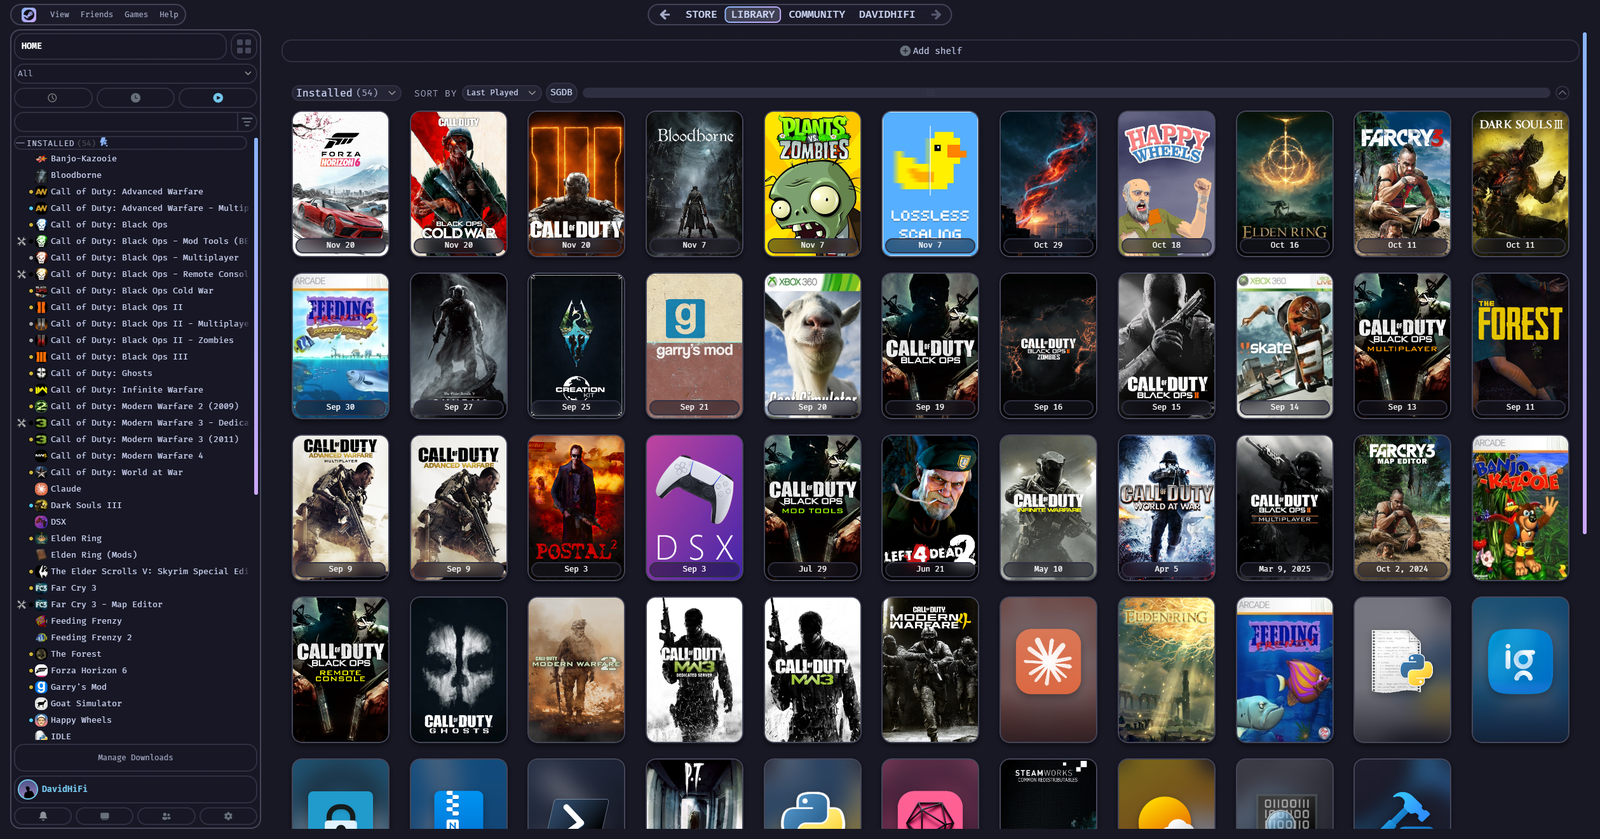 View Friends Games Help
STORE LIBRARY COMMUNITY DAVIDHIFI
HOME
All
INSTALLED (54)
Banjo-Kazooie
Bloodborne
Call of Duty: Advanced Warfare
Call of Duty: Advanced Warfare - Multip
Call of Duty: Black Ops
Call of Duty: Black Ops - Mod Tools (BE
Call of Duty: Black Ops - Multiplayer
Call of Duty: Black Ops - Remote Consol
Call of Duty: Black Ops Cold War
Call of Duty: Black Ops II
Call of Duty: Black Ops II - Multiplaye
Call of Duty: Black Ops II - Zombies
Call of Duty: Black Ops III
Call of Duty: Ghosts
Call of Duty: Infinite Warfare
Call of Duty: Modern Warfare 2 (2009)
Call of Duty: Modern Warfare 3 - Dedica
Call of Duty: Modern Warfare 3 (2011)
Call of Duty: Modern Warfare 4
Call of Duty: World at War
Claude
Dark Souls III
DSX
Elden Ring
Elden Ring (Mods)
The Elder Scrolls V: Skyrim Special Edi
Far Cry 3
Far Cry 3 - Map Editor
Feeding Frenzy
Feeding Frenzy 2
The Forest
Forza Horizon 6
Garry's Mod
Goat Simulator
Happy Wheels
IDLE
Manage Downloads
DavidHiFi
Add shelf
Installed (54) SORT BY Last Played SGDB
FORZA
HORIZON 6
Nov 20
CALL OF DUTY
BLACK OPS
COLD WAR
Nov 20
CALL OF DUTY
Nov 20
Bloodborne
Nov 7
PLANTS
VS.
ZOMBIES
Nov 7
LOSSLESS
SCALING
Nov 7
Oct 29
HAPPY
WHEELS
Oct 18
ELDEN RING
Oct 16
FARCRY3
Oct 11
DARK SOULS III
Oct 11
ARCADE
FEEDING
FRENZY 2
Sep 30
Sep 27
CREATION
KIT
Sep 25
g
garry's mod
Sep 21
XBOX 360
Goat Simulator
Sep 20
CALL OF DUTY
BLACK OPS
Sep 19
CALL OF DUTY
BLACK OPS II
ZOMBIES
Sep 16
CALL OF DUTY
BLACK OPS II
Sep 15
XBOX 360 LIVE
skate 3
Sep 14
CALL OF DUTY
BLACK OPS
MULTIPLAYER
Sep 13
THE
FOREST
Sep 11
CALL OF DUTY
ADVANCED WARFARE
MULTIPLAYER
Sep 9
CALL OF DUTY
ADVANCED WARFARE
Sep 9
POSTAL 2
Sep 3
DSX
Sep 3
CALL OF DUTY
BLACK OPS
MOD TOOLS
Jul 29
LEFT 4 DEAD 2
Jun 21
CALL OF DUTY
INFINITE WARFARE
May 10
CALL OF DUTY
WORLD AT WAR
Apr 5
CALL OF DUTY
BLACK OPS II
MULTIPLAYER
Mar 9, 2025
FARCRY3
MAP EDITOR
Oct 2, 2024
ARCADE
BANJO-
KAZOOIE
CALL OF DUTY
BLACK OPS
REMOTE
CONSOLE
CALL OF DUTY
GHOSTS
CALL OF DUTY
MODERN WARFARE 2
CALL OF DUTY
MW3
DEDICATED SERVER
CALL OF DUTY
MW3
CALL OF DUTY
MODERN
WARFARE 4
ELDEN RING
ARCADE
FEEDING
ig
P.T.
STEAMWORKS
COMMON REDISTRIBUTABLES